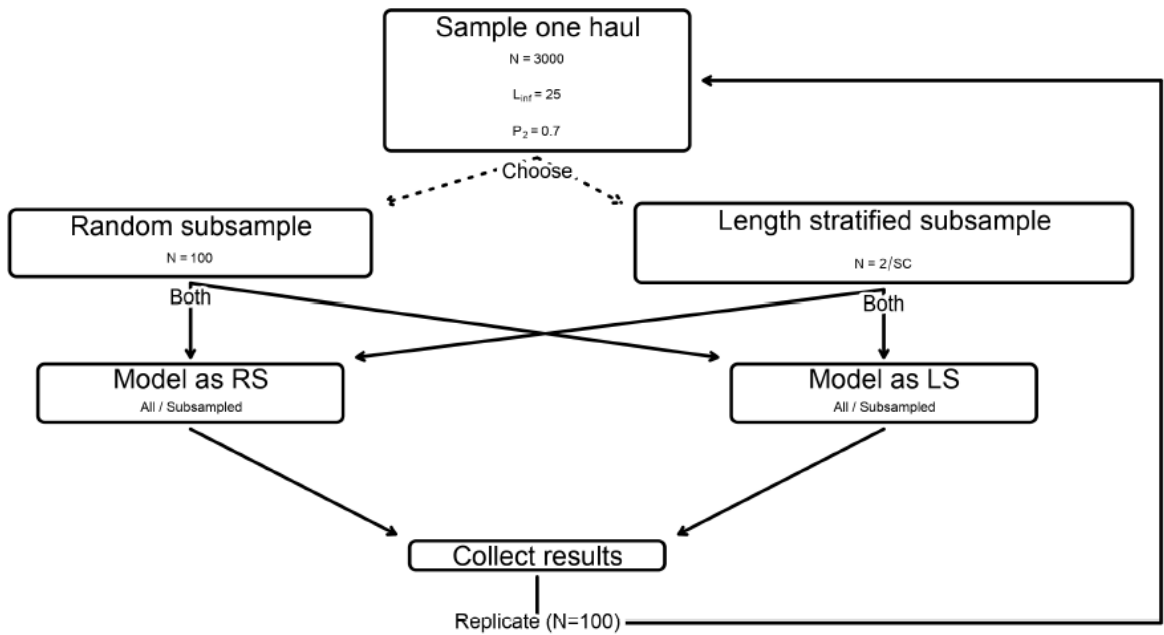 Sample one haul
N = 3000
L_inf = 25
P_2 = 0.7
Choose
Random subsample
N = 100
Length stratified subsample
N = 2/SC
Both
Both
Model as RS
All / Subsampled
Model as LS
All / Subsampled
Collect results
Replicate (N=100)